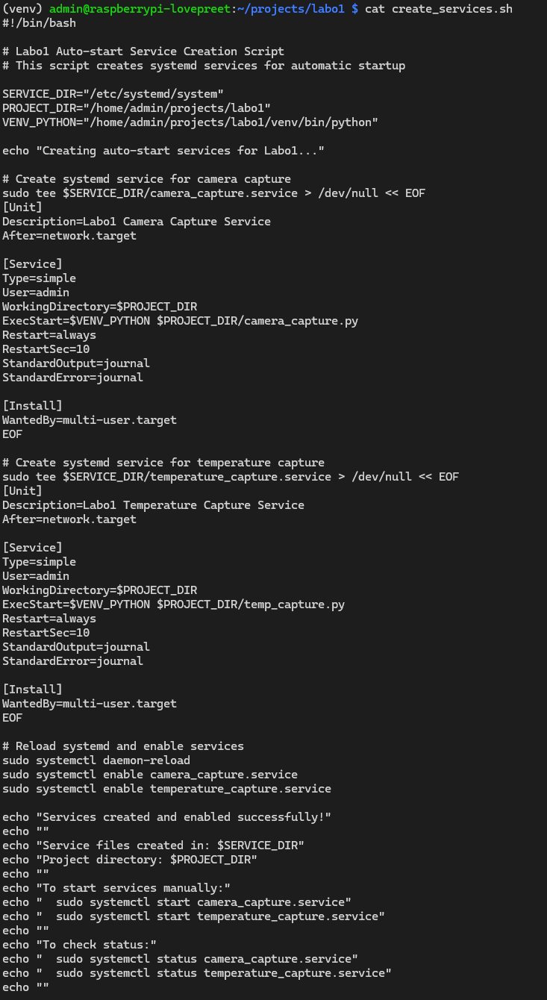 (venv) admin@raspberrypi-lovepreet:~/projects/labo1 $ cat create_services.sh
#!/bin/bash

# Labo1 Auto-start Service Creation Script
# This script creates systemd services for automatic startup

SERVICE_DIR="/etc/systemd/system"
PROJECT_DIR="/home/admin/projects/labo1"
VENV_PYTHON="/home/admin/projects/labo1/venv/bin/python"

echo "Creating auto-start services for Labo1..."

# Create systemd service for camera capture
sudo tee $SERVICE_DIR/camera_capture.service > /dev/null << EOF
[Unit]
Description=Labo1 Camera Capture Service
After=network.target

[Service]
Type=simple
User=admin
WorkingDirectory=$PROJECT_DIR
ExecStart=$VENV_PYTHON $PROJECT_DIR/camera_capture.py
Restart=always
RestartSec=10
StandardOutput=journal
StandardError=journal

[Install]
WantedBy=multi-user.target
EOF

# Create systemd service for temperature capture
sudo tee $SERVICE_DIR/temperature_capture.service > /dev/null << EOF
[Unit]
Description=Labo1 Temperature Capture Service
After=network.target

[Service]
Type=simple
User=admin
WorkingDirectory=$PROJECT_DIR
ExecStart=$VENV_PYTHON $PROJECT_DIR/temp_capture.py
Restart=always
RestartSec=10
StandardOutput=journal
StandardError=journal

[Install]
WantedBy=multi-user.target
EOF

# Reload systemd and enable services
sudo systemctl daemon-reload
sudo systemctl enable camera_capture.service
sudo systemctl enable temperature_capture.service

echo "Services created and enabled successfully!"
echo ""
echo "Service files created in: $SERVICE_DIR"
echo "Project directory: $PROJECT_DIR"
echo ""
echo "To start services manually:"
echo "  sudo systemctl start camera_capture.service"
echo "  sudo systemctl start temperature_capture.service"
echo ""
echo "To check status:"
echo "  sudo systemctl status camera_capture.service"
echo "  sudo systemctl status temperature_capture.service"
echo ""